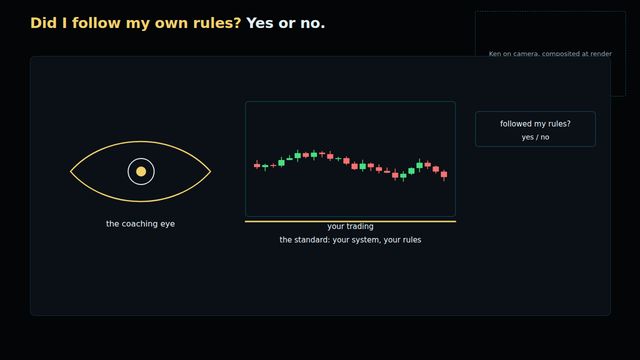 Did I follow my own rules? Yes or no.
Ken on camera, composited at render
followed my rules?
yes / no
the coaching eye
your trading
the standard: your system, your rules